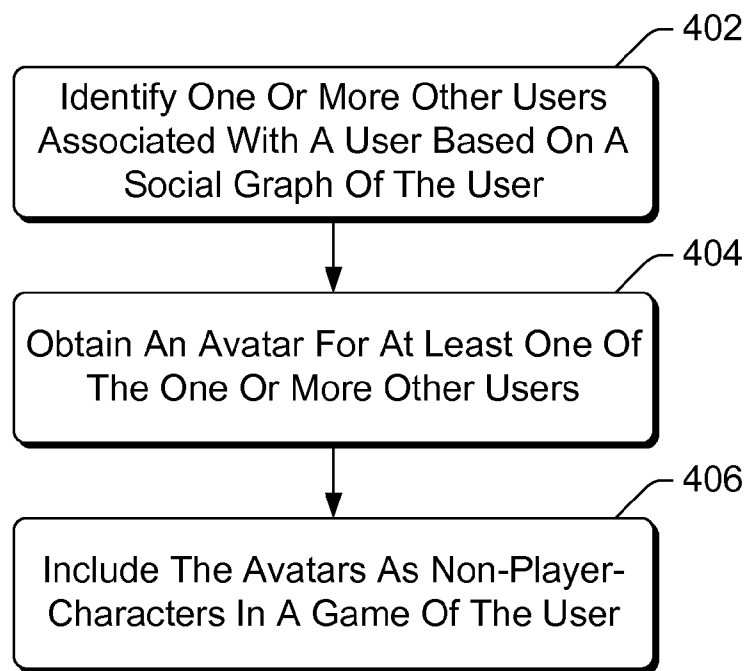 402
Identify One Or More Other Users
Associated With A User Based On A
Social Graph Of The User
404
Obtain An Avatar For At Least One Of
The One Or More Other Users
406
Include The Avatars As Non-Player-
Characters In A Game Of The User